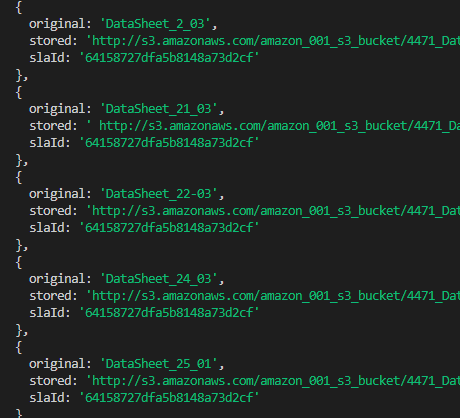 {
original: 'DataSheet_2_03',
stored: 'http://s3.amazonaws.com/amazon_001_s3_bucket/4471_Dat
slaId: '64158727dfa5b8148a73d2cf'
},
{
original: 'DataSheet_21_03',
stored: ' http://s3.amazonaws.com/amazon_001_s3_bucket/4471_Da
slaId: '64158727dfa5b8148a73d2cf'
},
{
original: 'DataSheet_22-03',
stored: 'http://s3.amazonaws.com/amazon_001_s3_bucket/4471_Dat
slaId: '64158727dfa5b8148a73d2cf'
},
{
original: 'DataSheet_24_03',
stored: 'http://s3.amazonaws.com/amazon_001_s3_bucket/4471_Dat
slaId: '64158727dfa5b8148a73d2cf'
},
{
original: 'DataSheet_25_01',
stored: 'http://s3.amazonaws.com/amazon_001_s3_bucket/4471_Dat
slaId: '64158727dfa5b8148a73d2cf'
}